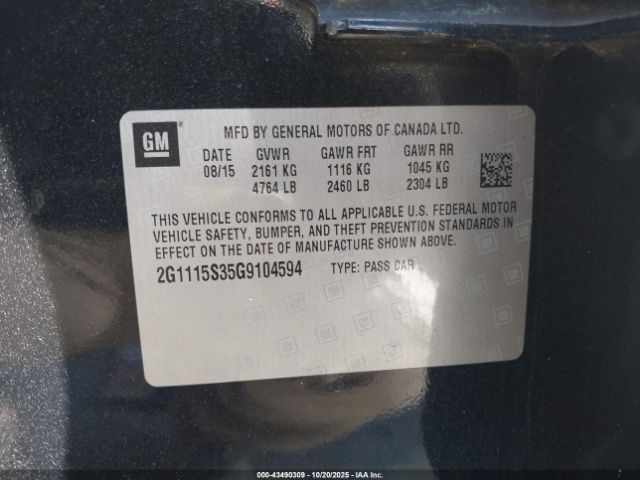 GM
MFD BY GENERAL MOTORS OF CANADA LTD.
DATE GVWR GAWR FRT GAWR RR
08/15 2161 KG 1116 KG 1045 KG
4764 LB 2460 LB 2304 LB
THIS VEHICLE CONFORMS TO ALL APPLICABLE U.S. FEDERAL MOTOR
VEHICLE SAFETY, BUMPER, AND THEFT PREVENTION STANDARDS IN
EFFECT ON THE DATE OF MANUFACTURE SHOWN ABOVE.
2G1115S35G9104594 TYPE: PASS CAR
000-43490309 - 10/20/2025 - IAA Inc.